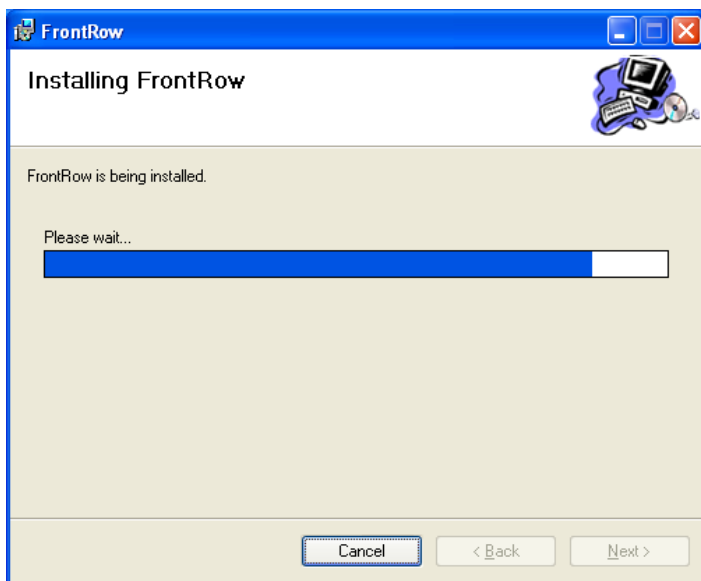 FrontRow
Installing FrontRow
FrontRow is being installed.
Please wait...
Cancel
< Back
Next >